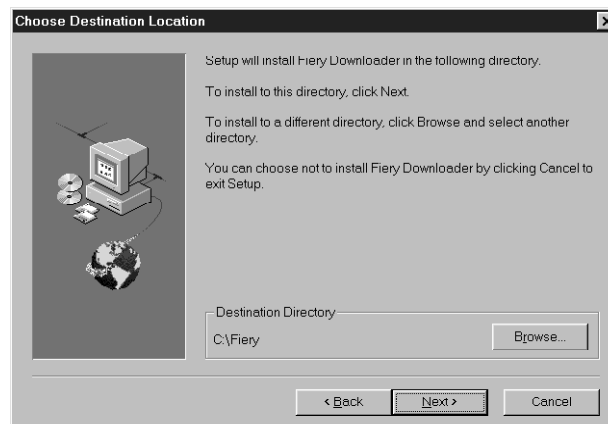 Choose Destination Location
Setup will install Fiery Downloader in the following directory.
To install to this directory, click Next.
To install to a different directory, click Browse and select another
directory.
You can choose not to install Fiery Downloader by clicking Cancel to
exit Setup.
Destination Directory
C:\Fiery
Browse...
< Back
Next >
Cancel